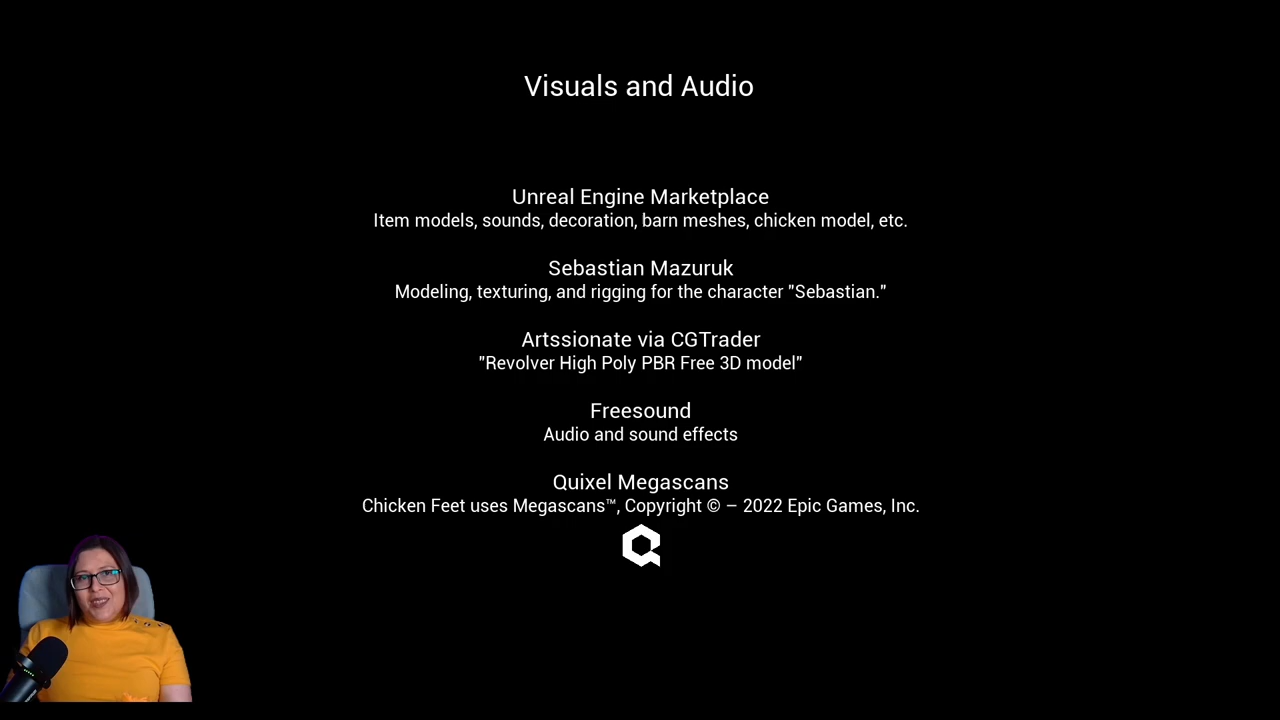 Visuals and Audio
Unreal Engine Marketplace
Item models, sounds, decoration, barn meshes, chicken model, etc.
Sebastian Mazuruk
Modeling, texturing, and rigging for the character "Sebastian."
Artssionate via CGTrader
"Revolver High Poly PBR Free 3D model"
Freesound
Audio and sound effects
Quixel Megascans
Chicken Feet uses Megascans™, Copyright © – 2022 Epic Games, Inc.